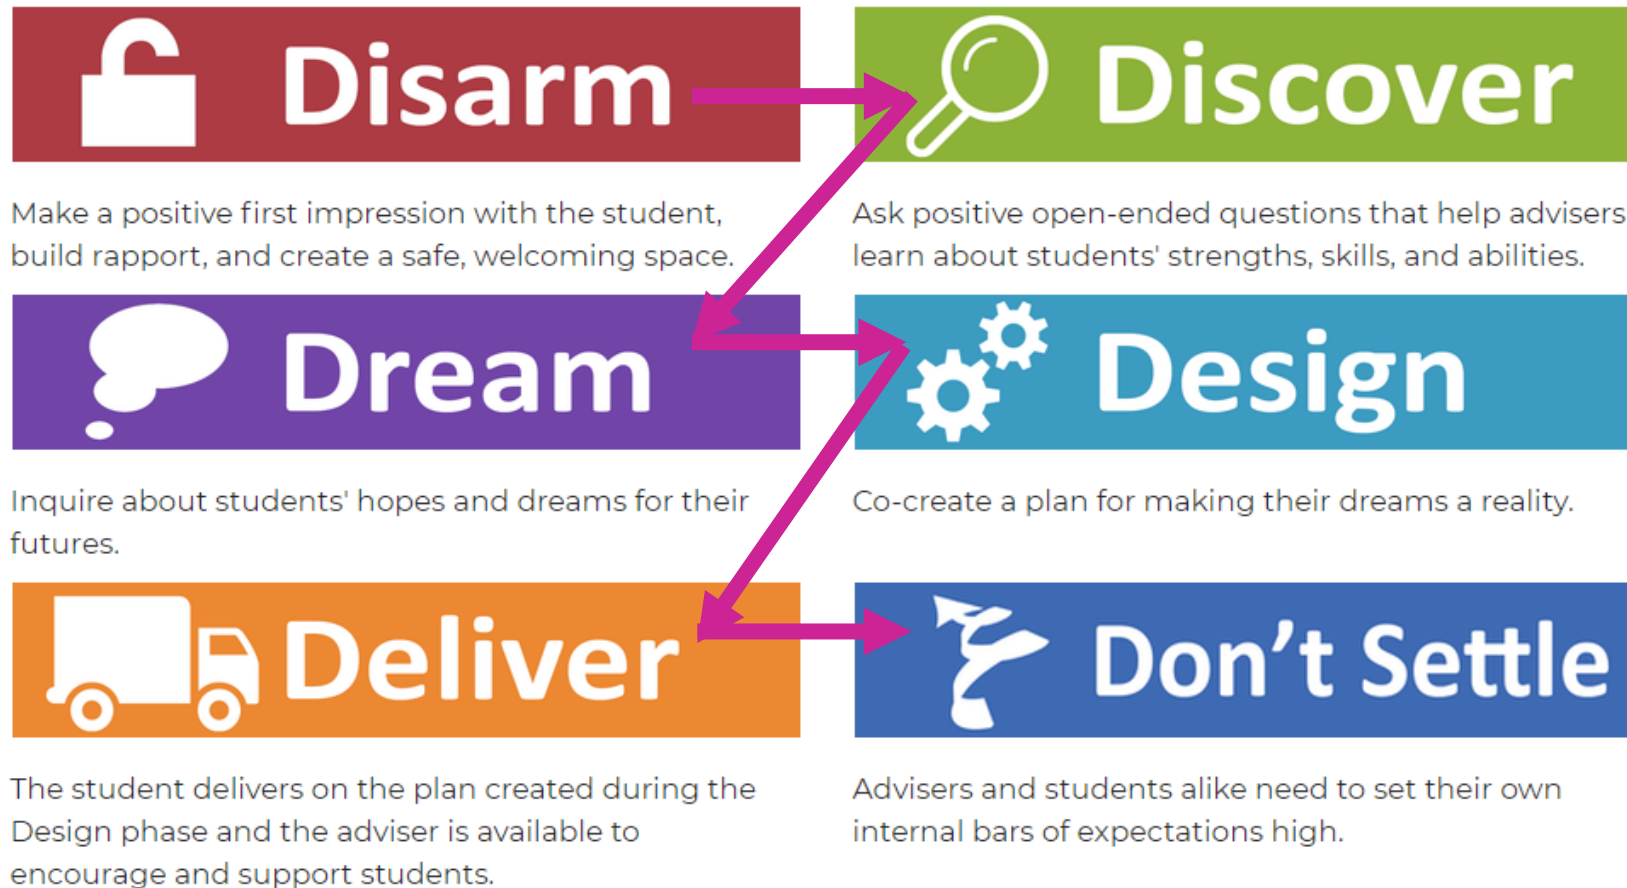 Disarm
Make a positive first impression with the student,
build rapport, and create a safe, welcoming space.
Discover
Ask positive open-ended questions that help advisers
learn about students' strengths, skills, and abilities.
Dream
Inquire about students' hopes and dreams for their
futures.
Design
Co-create a plan for making their dreams a reality.
Deliver
The student delivers on the plan created during the
Design phase and the adviser is available to
encourage and support students.
Don't Settle
Advisers and students alike need to set their own
internal bars of expectations high.